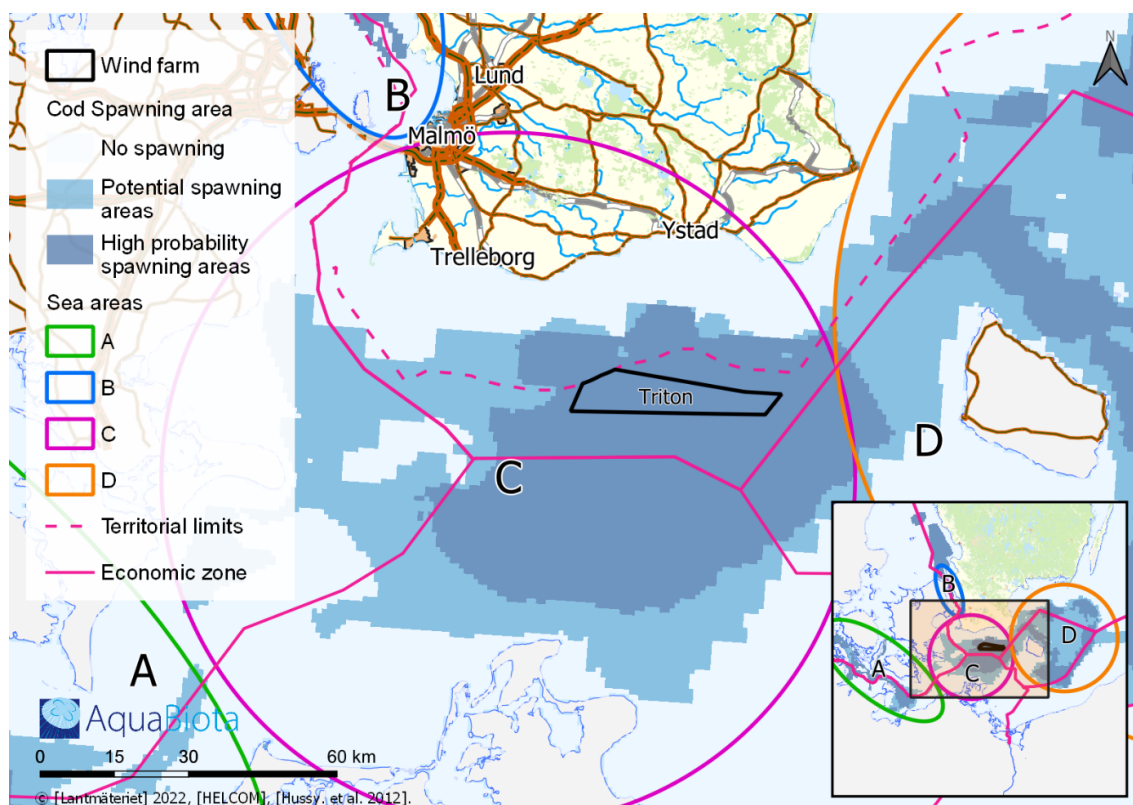 Wind farm
Cod Spawning area
No spawning
Potential spawning
areas
High probability
spawning areas
Sea areas
A
B
C
D
Territorial limits
Economic zone
B
Lund
Malmö
Trelleborg
Ystad
N
Triton
C
D
A
AquaBiota
0 15 30 60 km
© [Lantmäteriet] 2022, [HELCOM], [Hussy. et al. 2012].
B
A
C
D